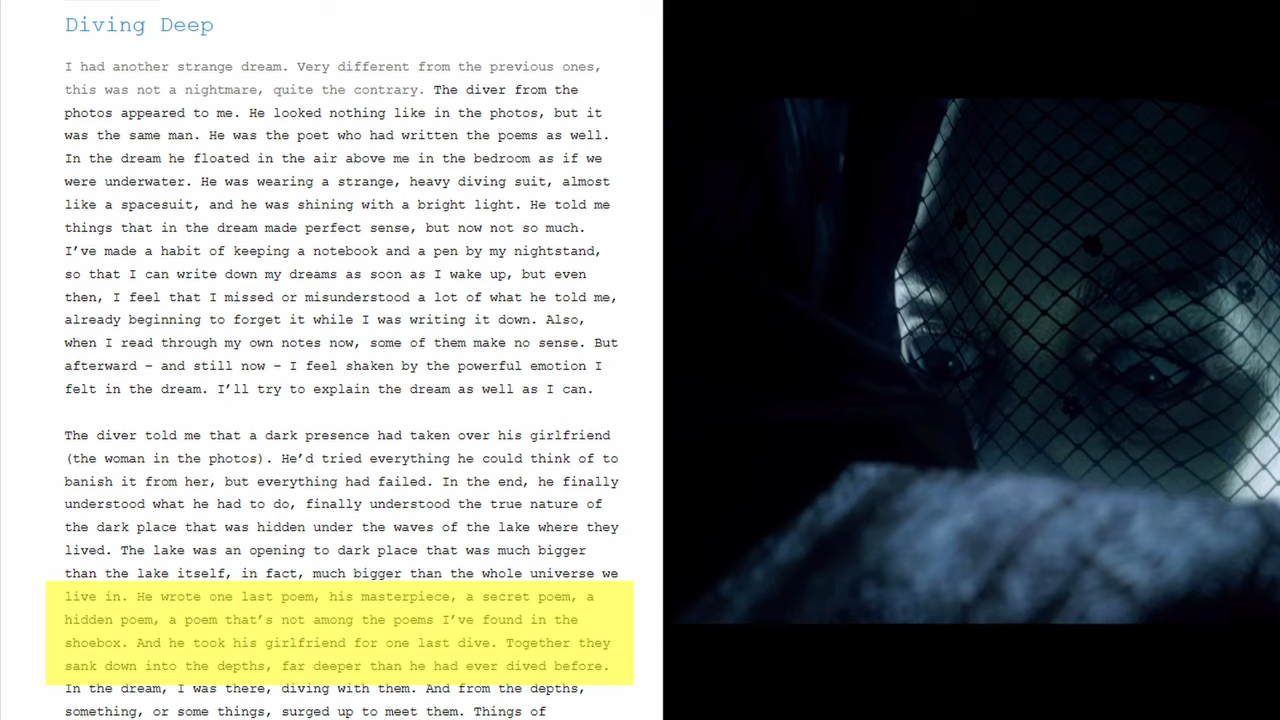 Diving Deep
I had another strange dream. Very different from the previous ones,
this was not a nightmare, quite the contrary. The diver from the
photos appeared to me. He looked nothing like in the photos, but it
was the same man. He was the poet who had written the poems as well.
In the dream he floated in the air above me in the bedroom as if we
were underwater. He was wearing a strange, heavy diving suit, almost
like a spacesuit, and he was shining with a bright light. He told me
things that in the dream made perfect sense, but now not so much.
I’ve made a habit of keeping a notebook and a pen by my nightstand,
so that I can write down my dreams as soon as I wake up, but even
then, I feel that I missed or misunderstood a lot of what he told me,
already beginning to forget it while I was writing it down. Also,
when I read through my own notes now, some of them make no sense. But
afterward – and still now – I feel shaken by the powerful emotion I
felt in the dream. I’ll try to explain the dream as well as I can.
The diver told me that a dark presence had taken over his girlfriend
(the woman in the photos). He’d tried everything he could think of to
banish it from her, but everything had failed. In the end, he finally
understood what he had to do, finally understood the true nature of
the dark place that was hidden under the waves of the lake where they
lived. The lake was an opening to dark place that was much bigger
than the lake itself, in fact, much bigger than the whole universe we
live in. He wrote one last poem, his masterpiece, a secret poem, a
hidden poem, a poem that’s not among the poems I’ve found in the
shoebox. And he took his girlfriend for one last dive. Together they
sank down into the depths, far deeper than he had ever dived before.
In the dream, I was there, diving with them. And from the depths,
something, or some things, surged up to meet them. Things of